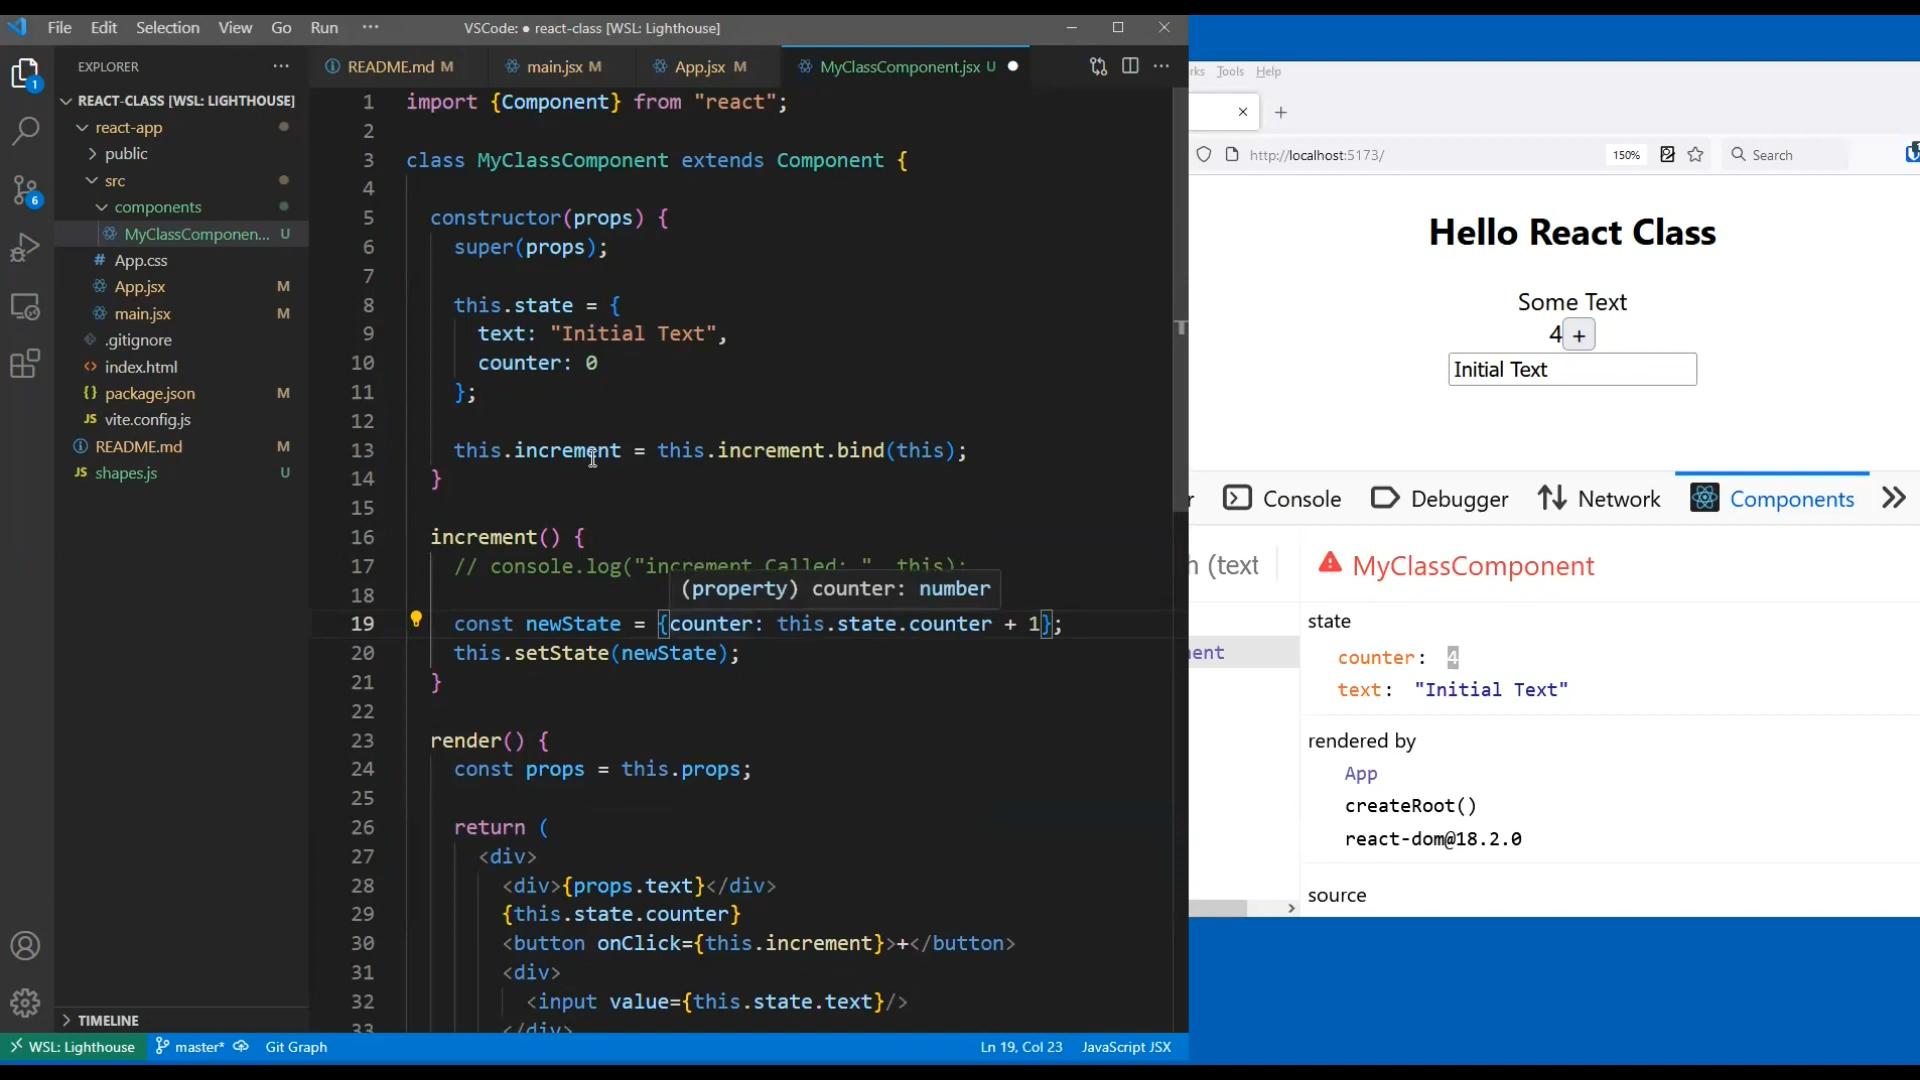 File Edit Selection View Go Run ··· VSCode: ● react-class [WSL: Lighthouse]
EXPLORER ···
README.md M main.jsx M App.jsx M MyClassComponent.jsx U ● ···
REACT-CLASS [WSL: LIGHTHOUSE]
react-app
public
src
components
MyClassComponen... U
# App.css
App.jsx M
main.jsx M
.gitignore
<> index.html
{} package.json M
JS vite.config.js
README.md M
JS shapes.js U
TIMELINE
1
6
1 import {Component} from "react";
2
3 class MyClassComponent extends Component {
4
5 constructor(props) {
6 super(props);
7
8 this.state = {
9 text: "Initial Text",
10 counter: 0
11 };
12
13 this.increment = this.increment.bind(this);
14 }
15
16 increment() {
17 // console.log("increment Called: " this);
(property) counter: number
18
19 const newState = {counter: this.state.counter + 1};
20 this.setState(newState);
21 }
22
23 render() {
24 const props = this.props;
25
26 return (
27 <div>
28 <div>{props.text}</div>
29 {this.state.counter}
30 <button onClick={this.increment}>+</button>
31 <div>
32 <input value={this.state.text}/>
33 </div>
WSL: Lighthouse master* Git Graph Ln 19, Col 23 JavaScript JSX
rks Tools Help
http://localhost:5173/ 150% Search
Hello React Class
Some Text
4 +
Initial Text
r Console Debugger Network Components
h (text
ent
MyClassComponent
state
counter: 4
text: "Initial Text"
rendered by
App
createRoot()
react-dom@18.2.0
source